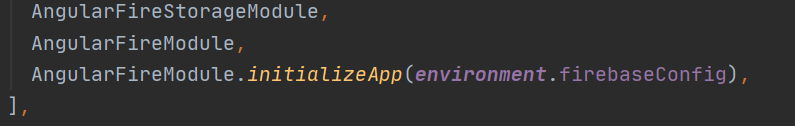 AngularFireStorageModule,
AngularFireModule,
AngularFireModule.initializeApp(environment.firebaseConfig),
],